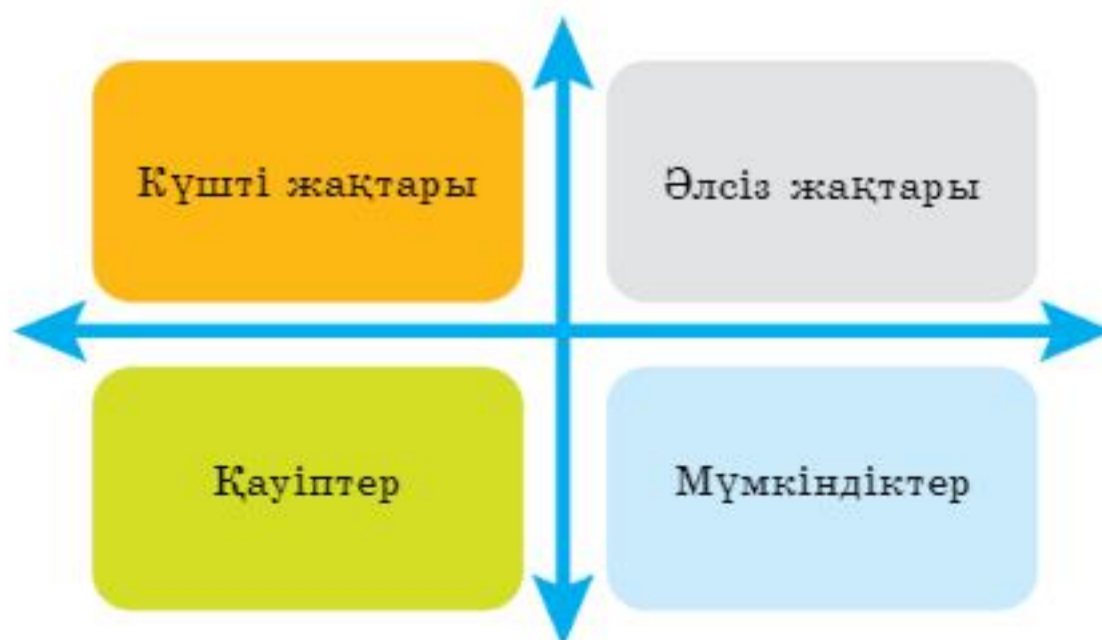 Күшті жақтары
Әлсіз жақтары
Қауіптер
Мүмкіндіктер